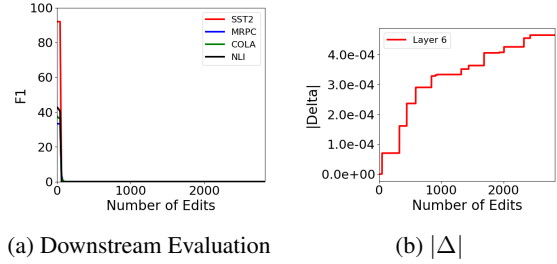 100
80
60
40
20
0
F1
SST2
MRPC
COLA
NLI
0
1000
2000
Number of Edits
(a) Downstream Evaluation
4.0e-04
3.0e-04
2.0e-04
1.0e-04
0.0e+00
|Delta|
Layer 6
0
1000
2000
Number of Edits
(b) |Δ|